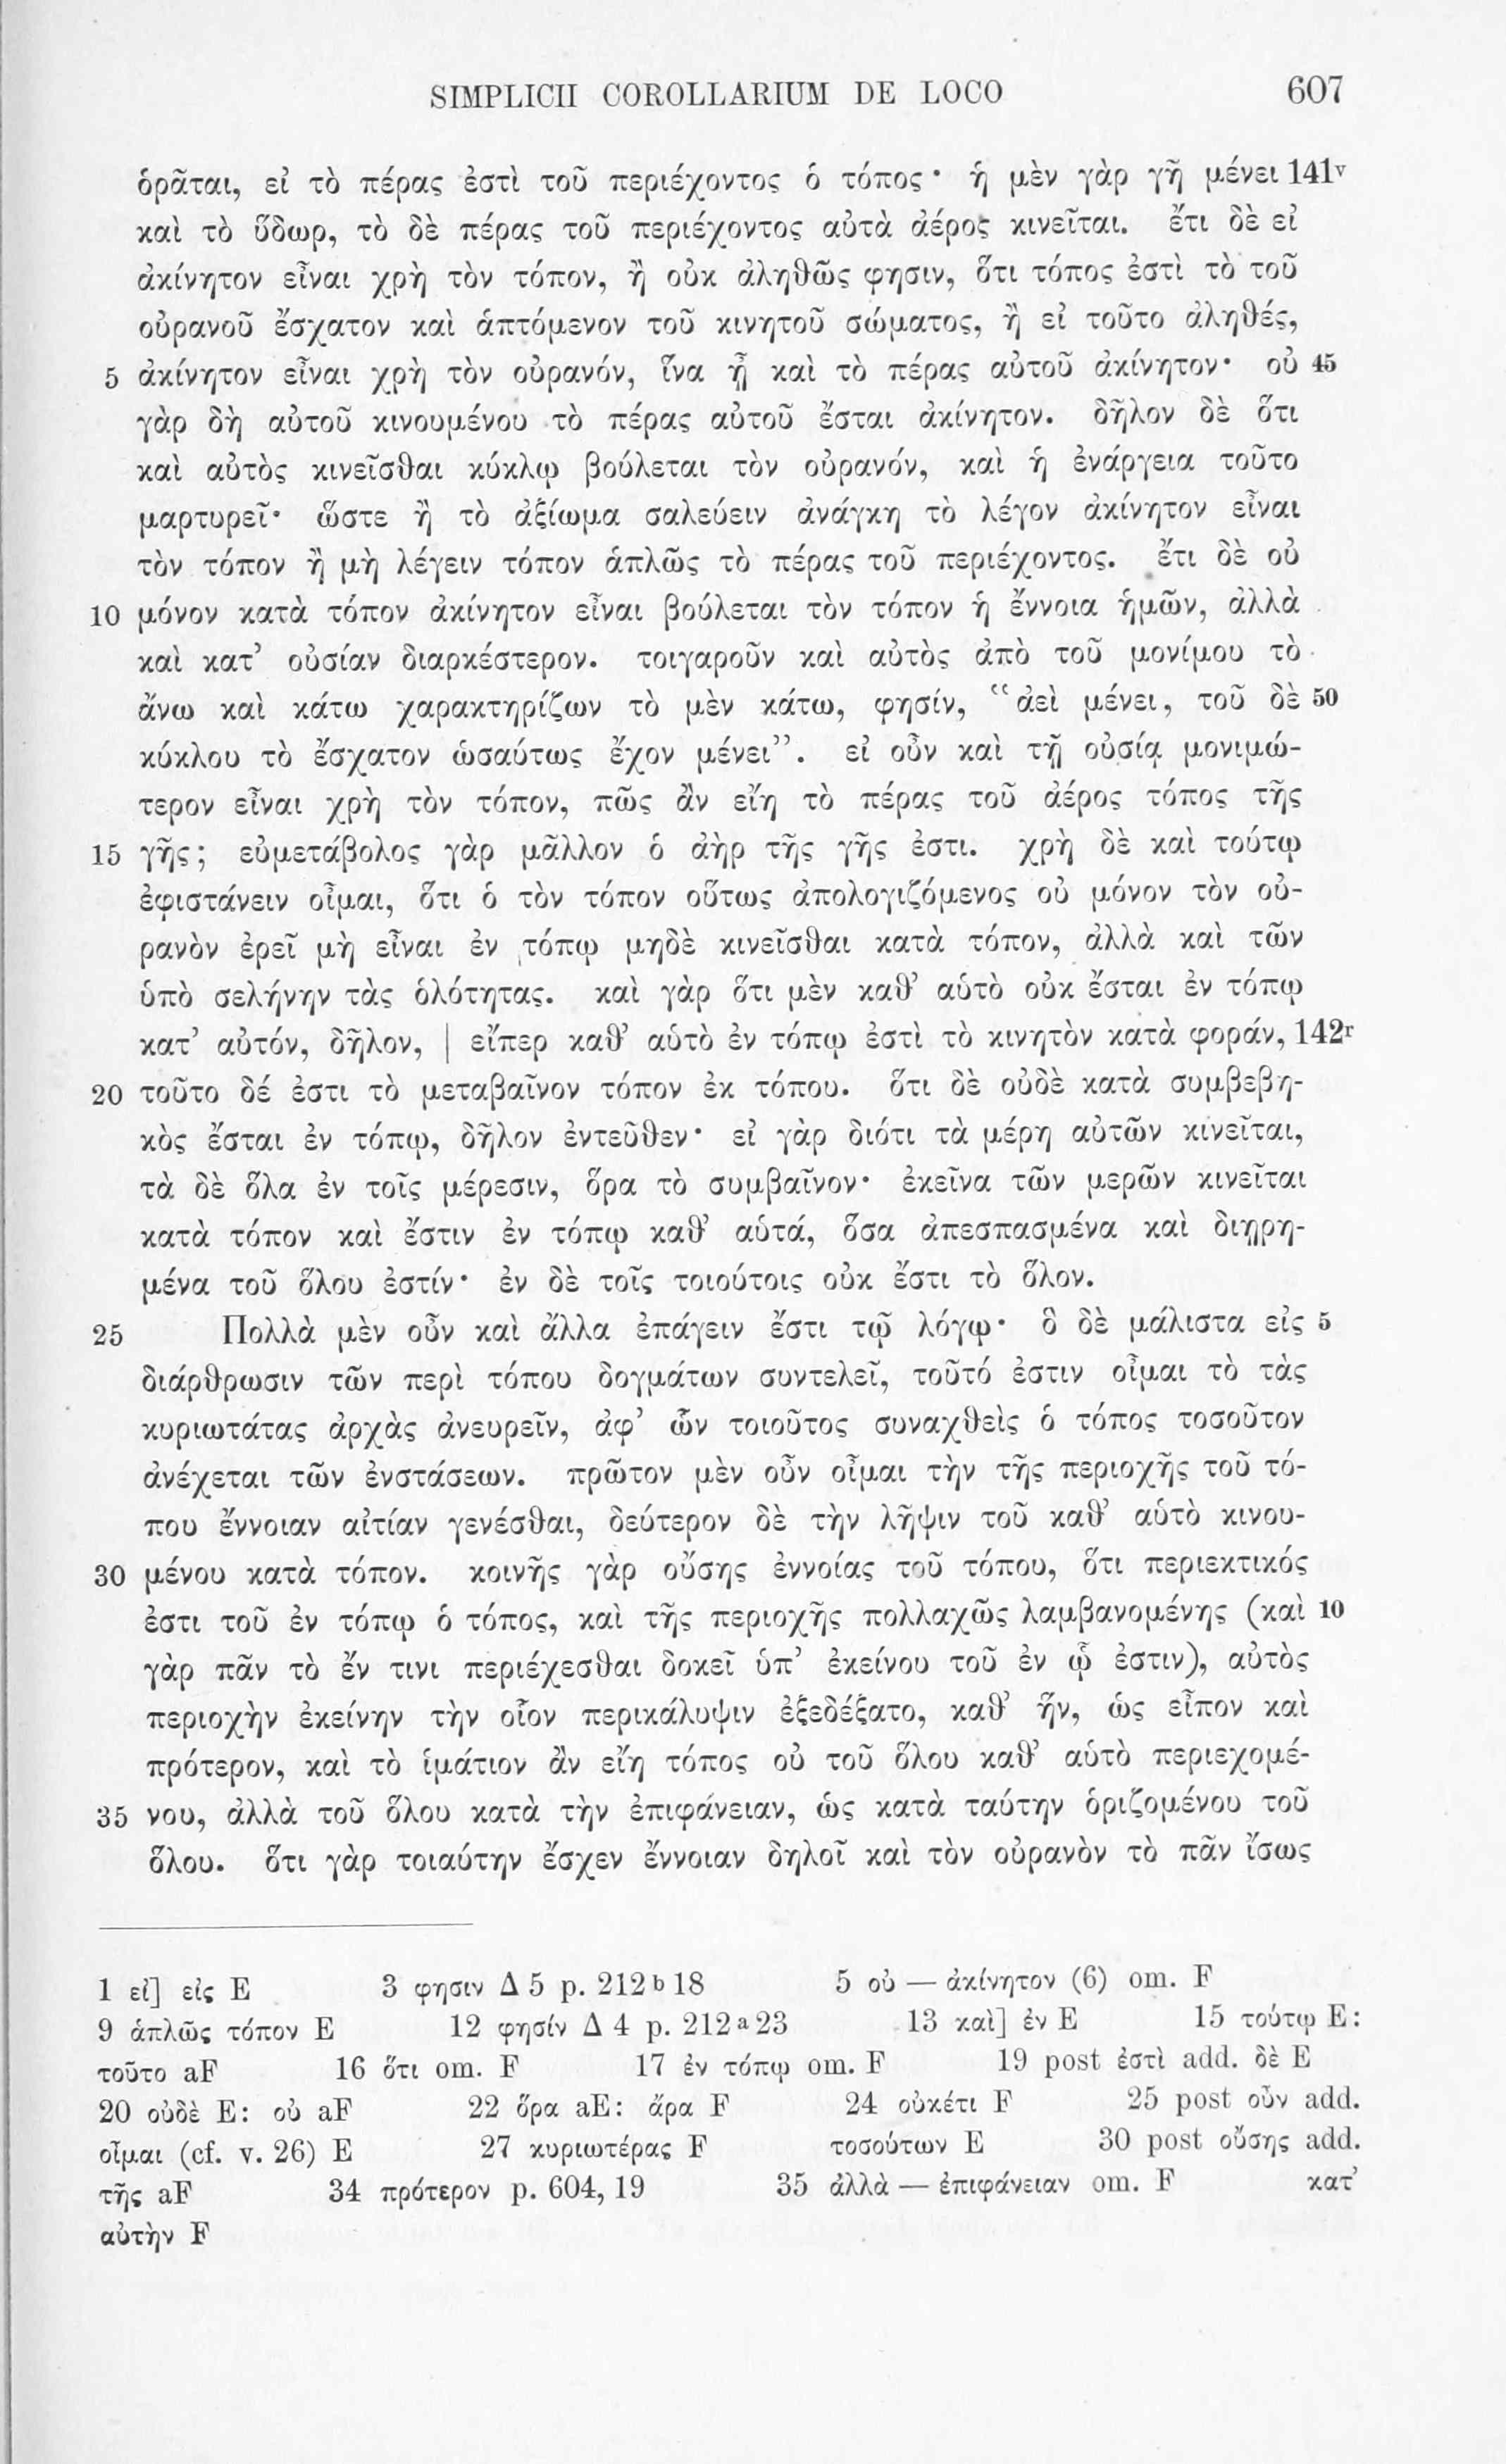 SIMPLICII COROLLARIUM DE LOCO 607
ὁρᾶται, εἰ τὸ πέρας ἐστὶ τοῦ περιέχοντος ὁ τόπος· ἡ μὲν γὰρ γῆ μένει 141v
καὶ τὸ ὕδωρ, τὸ δὲ πέρας τοῦ περιέχοντος αὐτὰ ἀέρος κινεῖται. ἔτι δὲ εἰ
ἀκίνητον εἶναι χρὴ τὸν τόπον, ἢ οὐκ ἀληθῶς φησιν, ὅτι τόπος ἐστὶ τὸ τοῦ
οὐρανοῦ ἔσχατον καὶ ἁπτόμενον τοῦ κινητοῦ σώματος, ἢ εἰ τοῦτο ἀληθές,
5 ἀκίνητον εἶναι χρὴ τὸν οὐρανόν, ἵνα ᾖ καὶ τὸ πέρας αὐτοῦ ἀκίνητον· οὐ 45
γὰρ δὴ αὐτοῦ κινουμένου τὸ πέρας αὐτοῦ ἔσται ἀκίνητον. δῆλον δὲ ὅτι
καὶ αὐτὸς κινεῖσθαι κύκλῳ βούλεται τὸν οὐρανόν, καὶ ἡ ἐνάργεια τοῦτο
μαρτυρεῖ· ὥστε ἢ τὸ ἀξίωμα σαλεύειν ἀνάγκη τὸ λέγον ἀκίνητον εἶναι
τὸν τόπον ἢ μὴ λέγειν τόπον ἁπλῶς τὸ πέρας τοῦ περιέχοντος. ἔτι δὲ οὐ
10 μόνον κατὰ τόπον ἀκίνητον εἶναι βούλεται τὸν τόπον ἡ ἔννοια ἡμῶν, ἀλλὰ
καὶ κατ’ οὐσίαν διαρκέστερον. τοιγαροῦν καὶ αὐτὸς ἀπὸ τοῦ μονίμου τὸ
ἄνω καὶ κάτω χαρακτηρίζων τὸ μὲν κάτω, φησίν, “ἀεὶ μένει, τοῦ δὲ 50
κύκλου τὸ ἔσχατον ὡσαύτως ἔχον μένει”. εἰ οὖν καὶ τῇ οὐσίᾳ μονιμώ-
τερον εἶναι χρὴ τὸν τόπον, πῶς ἂν εἴη τὸ πέρας τοῦ ἀέρος τόπος τῆς
15 γῆς; εὐμετάβολος γὰρ μᾶλλον ὁ ἀὴρ τῆς γῆς ἐστι. χρὴ δὲ καὶ τούτῳ
ἐφιστάνειν οἶμαι, ὅτι ὁ τὸν τόπον οὕτως ἀπολογιζόμενος οὐ μόνον τὸν οὐ-
ρανὸν ἐρεῖ μὴ εἶναι ἐν τόπῳ μηδὲ κινεῖσθαι κατὰ τόπον, ἀλλὰ καὶ τῶν
ὑπὸ σελήνην τὰς ὁλότητας. καὶ γὰρ ὅτι μὲν καθ’ αὑτὸ οὐκ ἔσται ἐν τόπῳ
κατ’ αὐτόν, δῆλον, | εἴπερ καθ’ αὑτὸ ἐν τόπῳ ἐστὶ τὸ κινητὸν κατὰ φοράν, 142r
20 τοῦτο δέ ἐστι τὸ μεταβαῖνον τόπον ἐκ τόπου. ὅτι δὲ οὐδὲ κατὰ συμβεβη-
κὸς ἔσται ἐν τόπῳ, δῆλον ἐντεῦθεν· εἰ γὰρ διότι τὰ μέρη αὐτῶν κινεῖται,
τὰ δὲ ὅλα ἐν τοῖς μέρεσιν, ὅρα τὸ συμβαῖνον· ἐκεῖνα τῶν μερῶν κινεῖται
κατὰ τόπον καὶ ἔστιν ἐν τόπῳ καθ’ αὑτά, ὅσα ἀπεσπασμένα καὶ διῃρη-
μένα τοῦ ὅλου ἐστίν· ἐν δὲ τοῖς τοιούτοις οὐκ ἔστι τὸ ὅλον.
25 Πολλὰ μὲν οὖν καὶ ἄλλα ἐπάγειν ἔστι τῷ λόγῳ· ὃ δὲ μάλιστα εἰς 5
διάρθρωσιν τῶν περὶ τόπου δογμάτων συντελεῖ, τοῦτό ἐστιν οἶμαι τὸ τὰς
κυριωτάτας ἀρχὰς ἀνευρεῖν, ἀφ’ ὧν τοιοῦτος συναχθεὶς ὁ τόπος τοσοῦτον
ἀνέχεται τῶν ἐνστάσεων. πρῶτον μὲν οὖν οἶμαι τὴν τῆς περιοχῆς τοῦ τό-
που ἔννοιαν αἰτίαν γενέσθαι, δεύτερον δὲ τὴν λῆψιν τοῦ καθ’ αὑτὸ κινου-
30 μένου κατὰ τόπον. κοινῆς γὰρ οὔσης ἐννοίας τοῦ τόπου, ὅτι περιεκτικός
ἐστι τοῦ ἐν τόπῳ ὁ τόπος, καὶ τῆς περιοχῆς πολλαχῶς λαμβανομένης (καὶ 10
γὰρ πᾶν τὸ ἔν τινι περιέχεσθαι δοκεῖ ὑπ’ ἐκείνου τοῦ ἐν ᾧ ἐστιν), αὐτὸς
περιοχὴν ἐκείνην τὴν οἷον περικάλυψιν ἐξεδέξατο, καθ’ ἥν, ὡς εἶπον καὶ
πρότερον, καὶ τὸ ἱμάτιον ἂν εἴη τόπος οὐ τοῦ ὅλου καθ’ αὑτὸ περιεχομέ-
35 νου, ἀλλὰ τοῦ ὅλου κατὰ τὴν ἐπιφάνειαν, ὡς κατὰ ταύτην ὁριζομένου τοῦ
ὅλου. ὅτι γὰρ τοιαύτην ἔσχεν ἔννοιαν δηλοῖ καὶ τὸν οὐρανὸν τὸ πᾶν ἴσως
1 εἰ] εἰς E 3 φησιν Δ 5 p. 212 b 18 5 οὐ — ἀκίνητον (6) om. F
9 ἁπλῶς τόπον E 12 φησίν Δ 4 p. 212 a 23 13 καὶ] ἐν E 15 τούτῳ E:
τοῦτο aF 16 ὅτι om. F 17 ἐν τόπῳ om. F 19 post ἐστὶ add. δὲ E
20 οὐδὲ E: οὐ aF 22 ὅρα aE: ἄρα F 24 οὐκέτι F 25 post οὖν add.
οἶμαι (cf. v. 26) E 27 κυριωτέρας F τοσούτων E 30 post οὔσης add.
τῆς aF 34 πρότερον p. 604, 19 35 ἀλλὰ — ἐπιφάνειαν om. F κατ’
αὐτὴν F